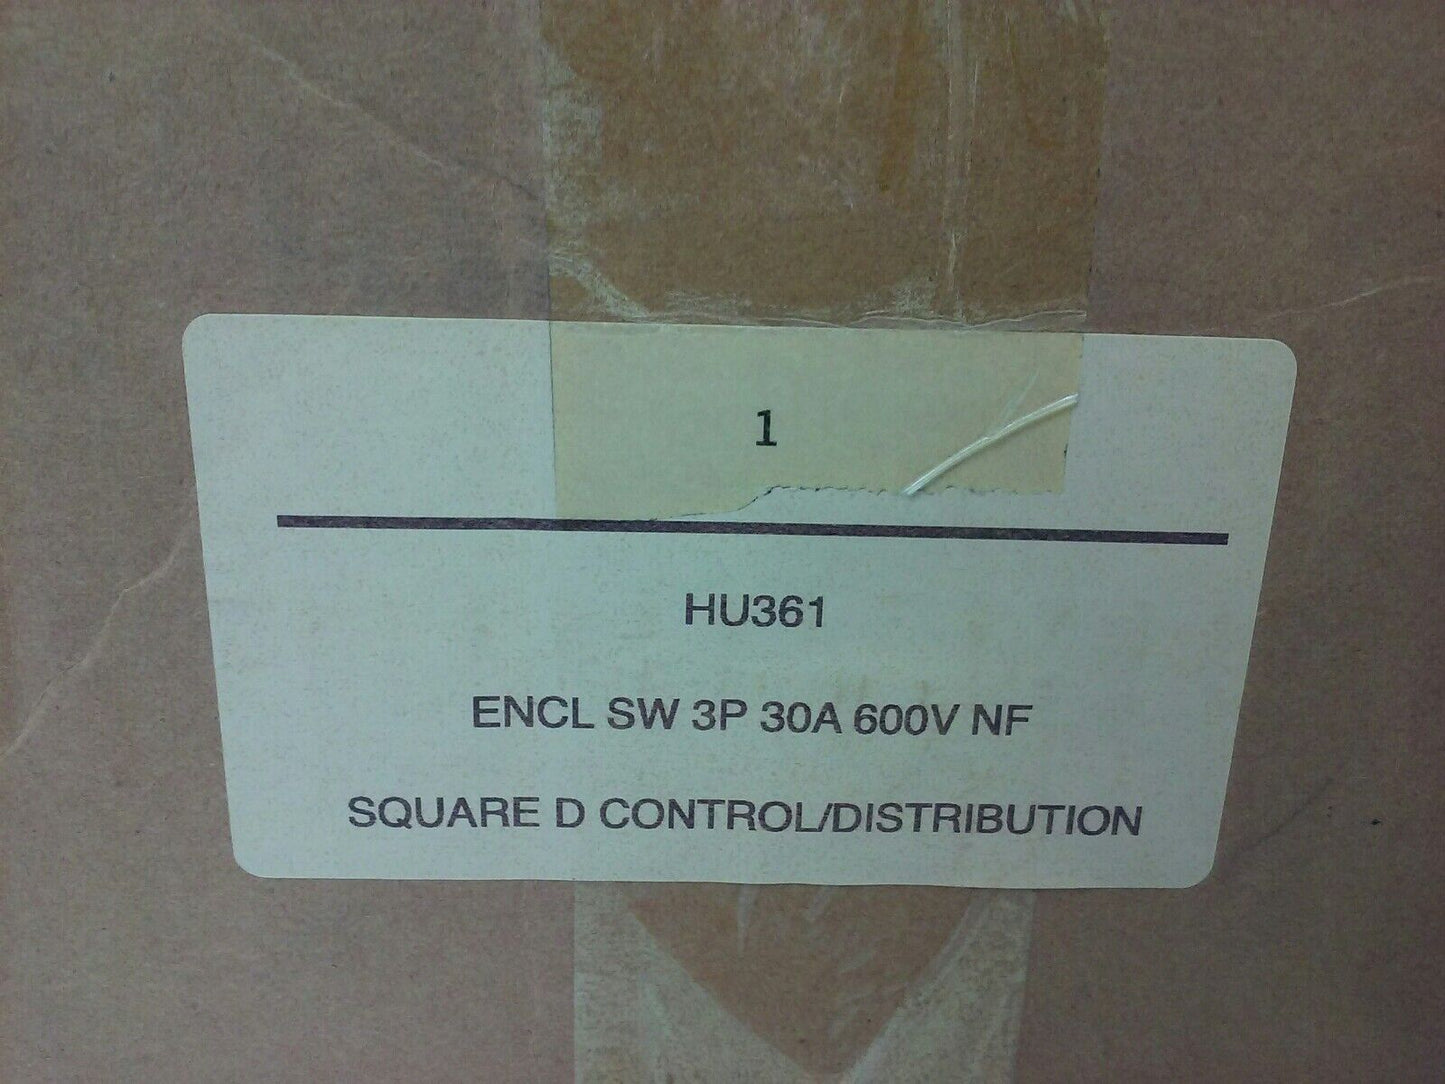 1
HU361
ENCL SW 3P 30A 600V NF
SQUARE D CONTROL/DISTRIBUTION